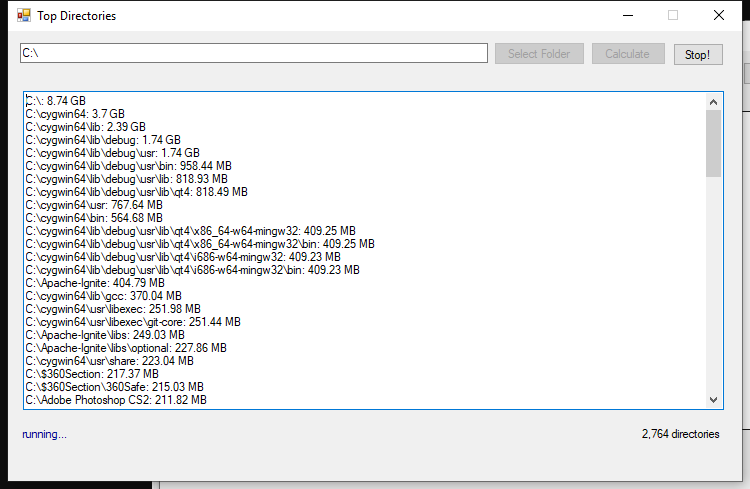 Top Directories
C:\
Select Folder
Calculate
Stop!
C:\: 8.74 GB
C:\cygwin64: 3.7 GB
C:\cygwin64\lib: 2.39 GB
C:\cygwin64\lib\debug: 1.74 GB
C:\cygwin64\lib\debug\usr: 1.74 GB
C:\cygwin64\lib\debug\usr\bin: 958.44 MB
C:\cygwin64\lib\debug\usr\lib: 818.93 MB
C:\cygwin64\lib\debug\usr\lib\qt4: 818.49 MB
C:\cygwin64\usr: 767.64 MB
C:\cygwin64\bin: 564.68 MB
C:\cygwin64\lib\debug\usr\lib\qt4\x86_64-w64-mingw32: 409.25 MB
C:\cygwin64\lib\debug\usr\lib\qt4\x86_64-w64-mingw32\bin: 409.25 MB
C:\cygwin64\lib\debug\usr\lib\qt4\i686-w64-mingw32: 409.23 MB
C:\cygwin64\lib\debug\usr\lib\qt4\i686-w64-mingw32\bin: 409.23 MB
C:\Apache-Ignite: 404.79 MB
C:\cygwin64\lib\gcc: 370.04 MB
C:\cygwin64\usr\libexec: 251.98 MB
C:\cygwin64\usr\libexec\git-core: 251.44 MB
C:\Apache-Ignite\libs: 249.03 MB
C:\Apache-Ignite\libs\optional: 227.86 MB
C:\cygwin64\usr\share: 223.04 MB
C:\$360Section: 217.37 MB
C:\$360Section\360Safe: 215.03 MB
C:\Adobe Photoshop CS2: 211.82 MB
running...
2,764 directories